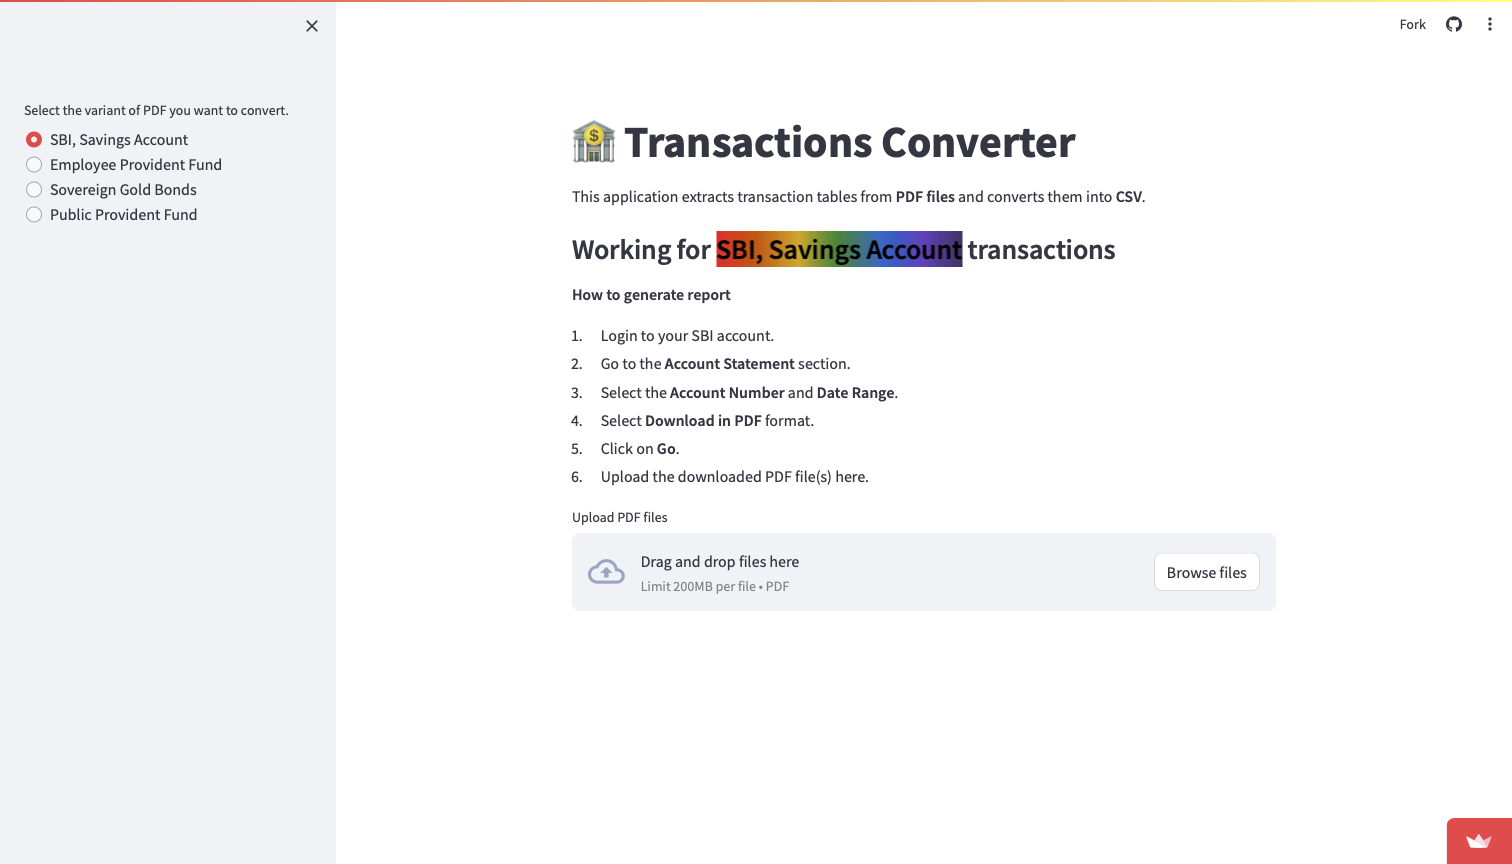 Fork
Select the variant of PDF you want to convert.
SBI, Savings Account
Employee Provident Fund
Sovereign Gold Bonds
Public Provident Fund
Transactions Converter
This application extracts transaction tables from PDF files and converts them into CSV.
Working for SBI, Savings Account transactions
How to generate report
1. Login to your SBI account.
2. Go to the Account Statement section.
3. Select the Account Number and Date Range.
4. Select Download in PDF format.
5. Click on Go.
6. Upload the downloaded PDF file(s) here.
Upload PDF files
Drag and drop files here
Limit 200MB per file • PDF
Browse files